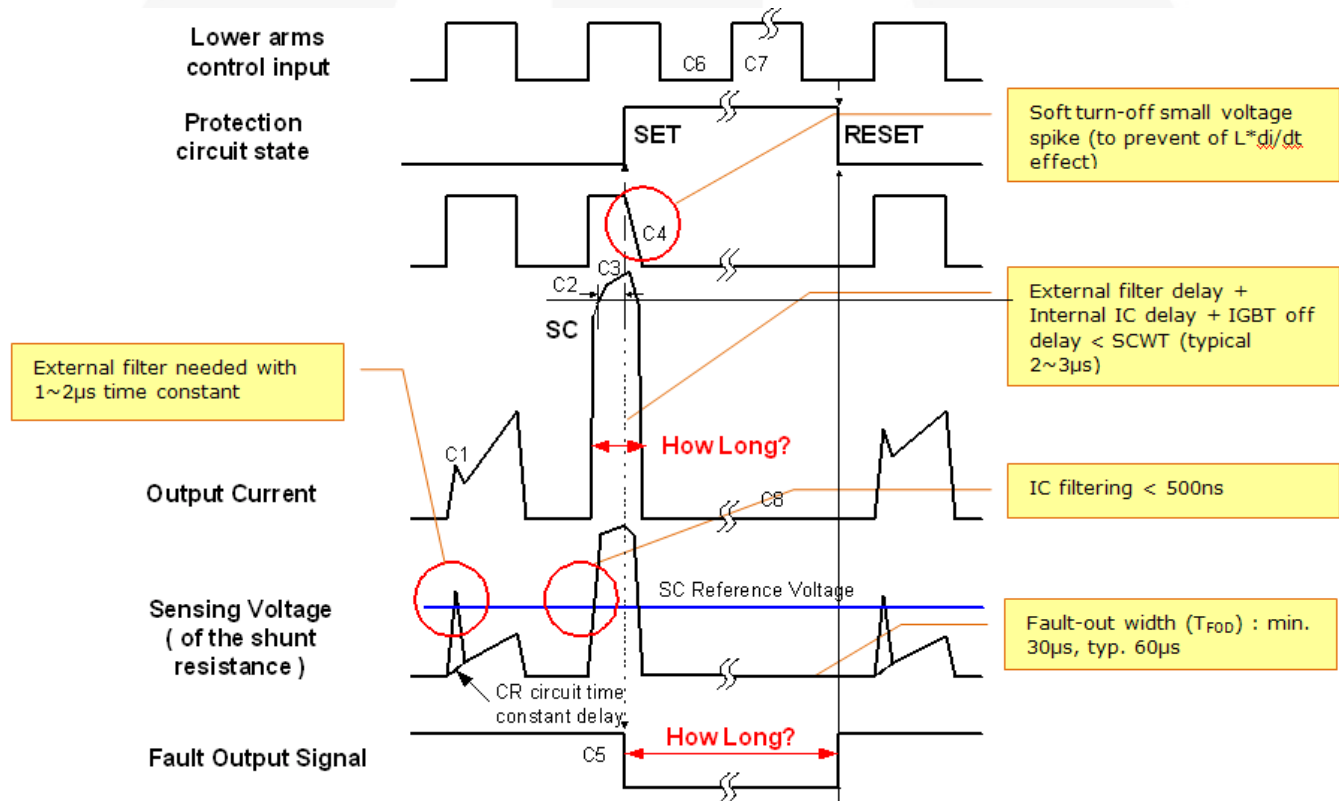 Lower arms
control input
C6
C7
Protection
circuit state
SET
RESET
Soft turn-off small voltage
spike (to prevent of L*di/dt
effect)
C4
C3
C2
SC
External filter delay +
Internal IC delay + IGBT off
delay < SCWT (typical
2~3µs)
External filter needed with
1~2µs time constant
How Long?
C1
Output Current
C8
IC filtering < 500ns
SC Reference Voltage
Sensing Voltage
( of the shunt
resistance )
Fault-out width (TFOD) : min.
30µs, typ. 60µs
CR circuit time
constant delay
How Long?
C5
Fault Output Signal